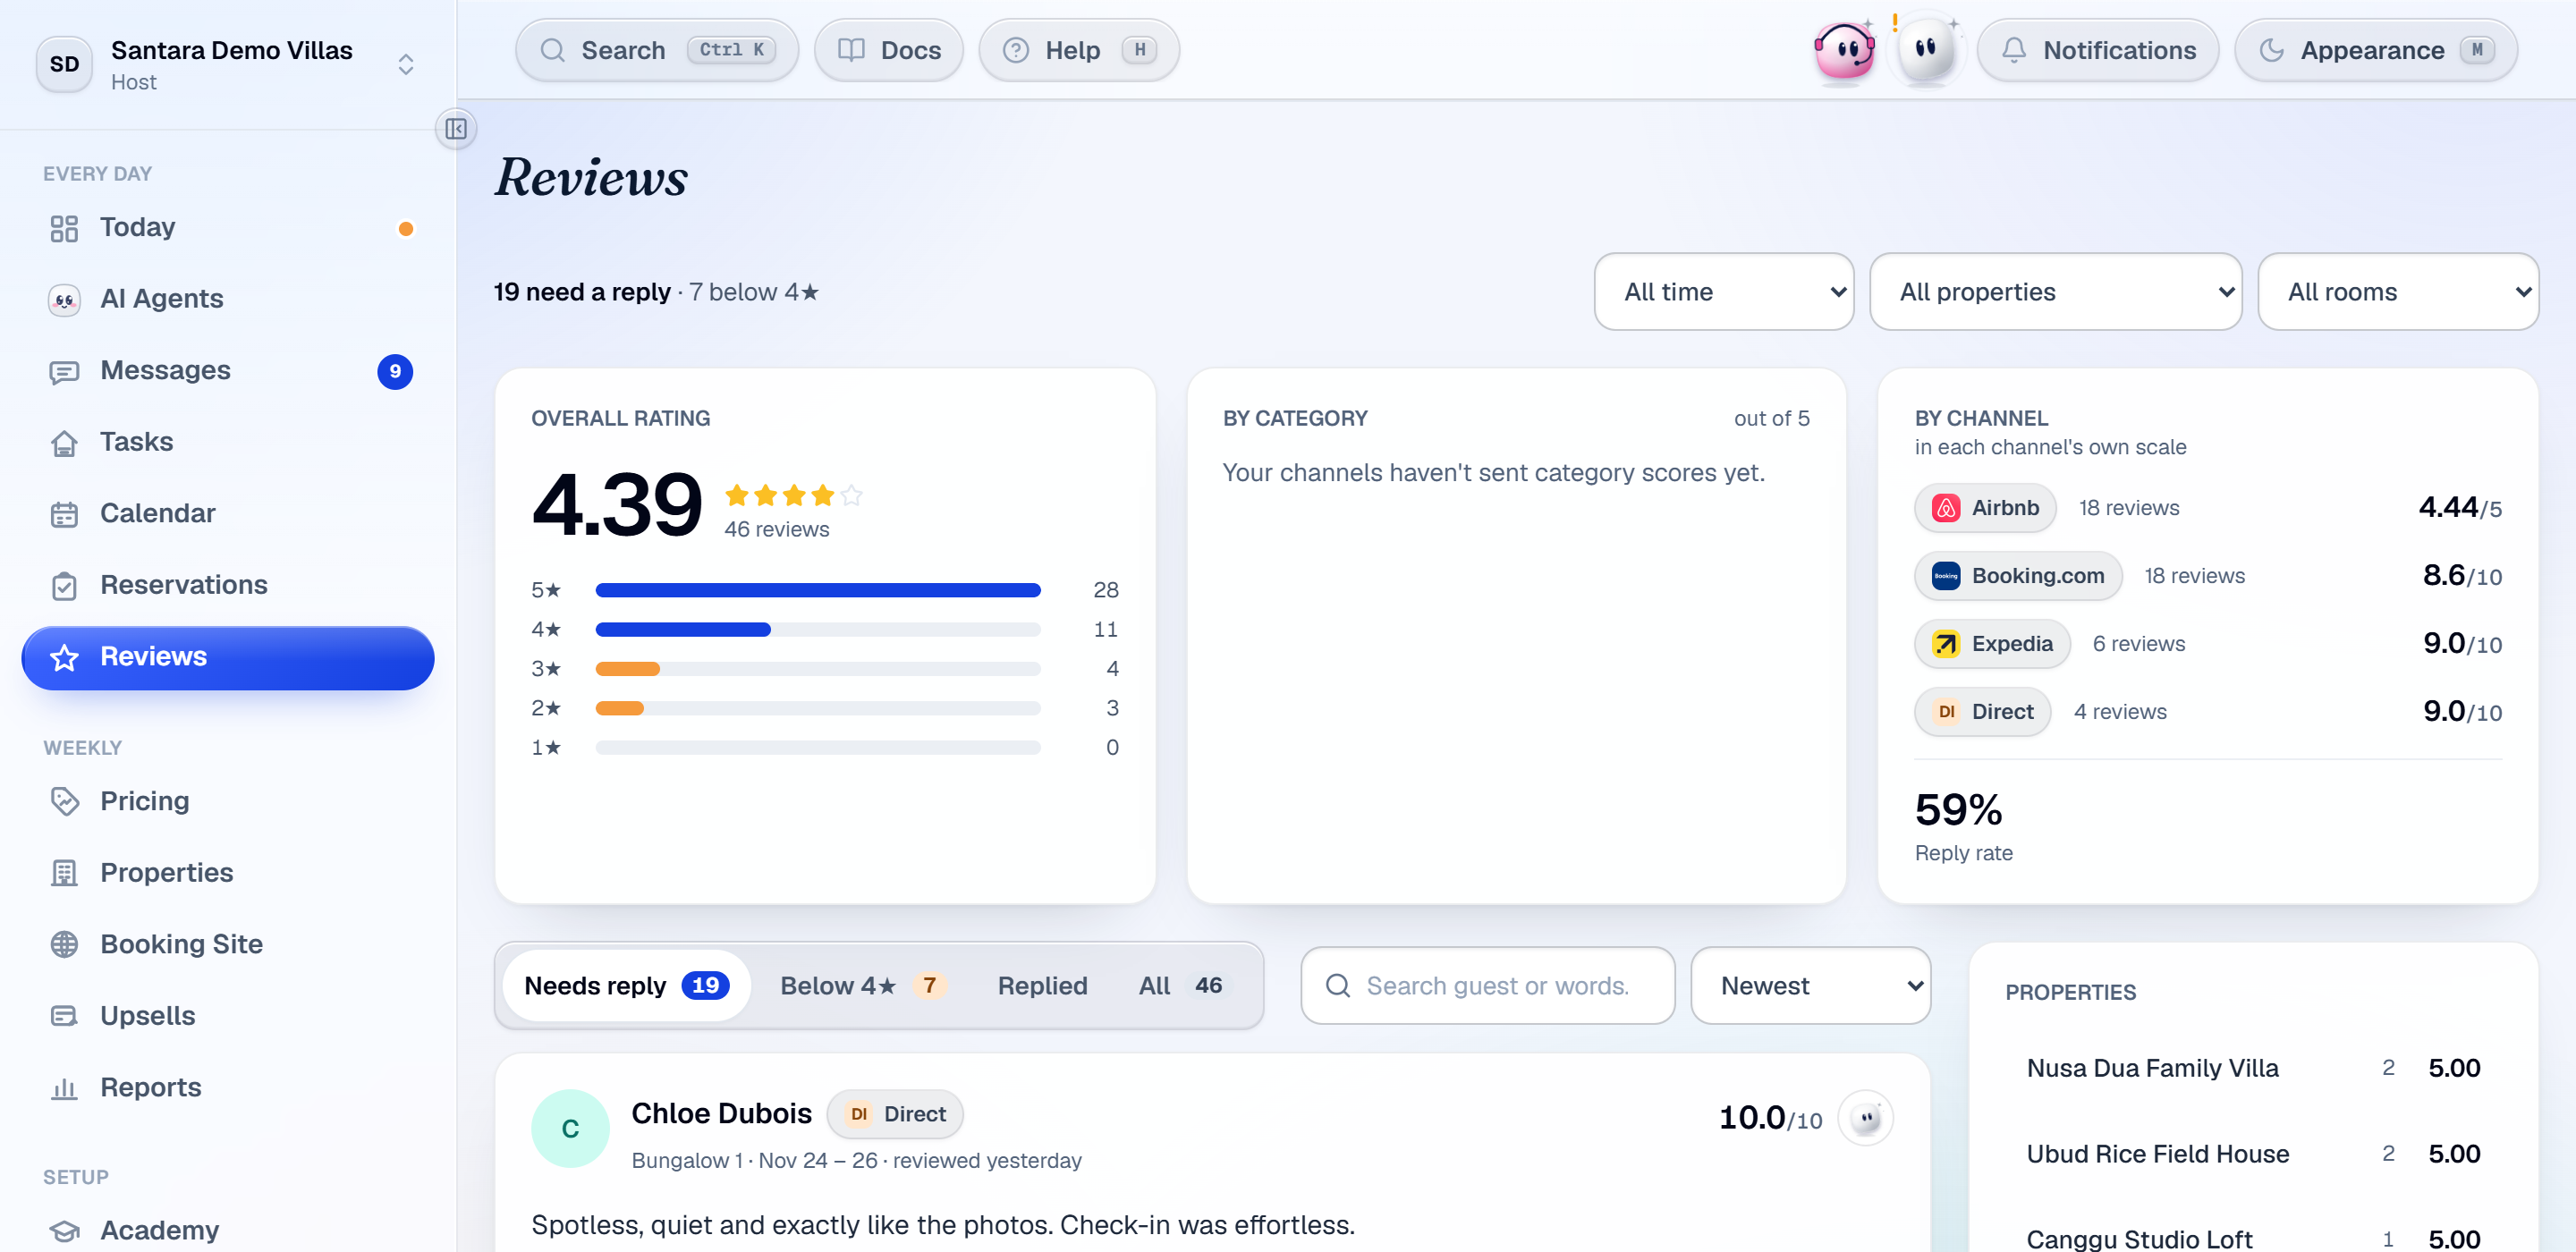 SD
Santara Demo Villas
Host
Search Ctrl K
Docs
Help H
Notifications
Appearance M
EVERY DAY
Today
AI Agents
Messages 9
Tasks
Calendar
Reservations
Reviews
WEEKLY
Pricing
Properties
Booking Site
Upsells
Reports
SETUP
Academy
Reviews
19 need a reply · 7 below 4★
All time
All properties
All rooms
OVERALL RATING
4.39
46 reviews
5★ 28
4★ 11
3★ 4
2★ 3
1★ 0
BY CATEGORY out of 5
Your channels haven't sent category scores yet.
BY CHANNEL
in each channel's own scale
Airbnb 18 reviews 4.44/5
Booking Booking.com 18 reviews 8.6/10
Expedia 6 reviews 9.0/10
DI Direct 4 reviews 9.0/10
59%
Reply rate
Needs reply 19
Below 4★ 7
Replied
All 46
Search guest or words.
Newest
C
Chloe Dubois DI Direct 10.0/10
Bungalow 1 · Nov 24 – 26 · reviewed yesterday
Spotless, quiet and exactly like the photos. Check-in was effortless.
PROPERTIES
Nusa Dua Family Villa 2 5.00
Ubud Rice Field House 2 5.00
Canggu Studio Loft 1 5.00